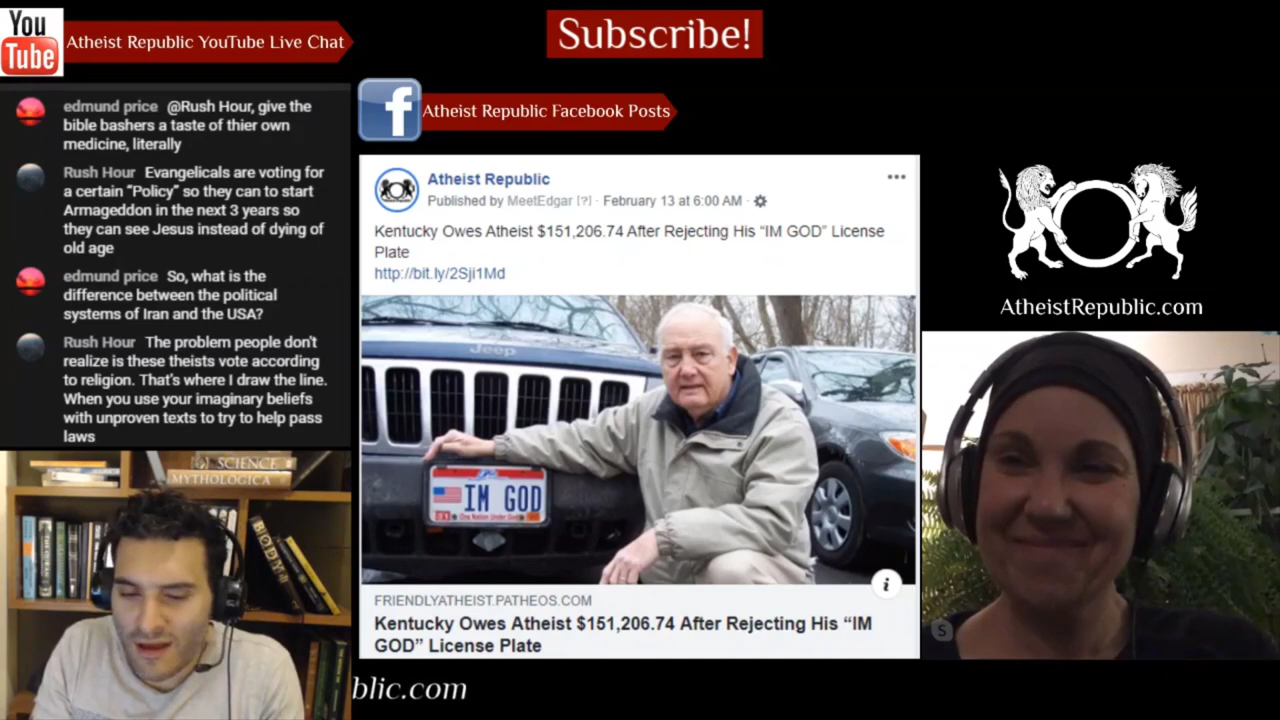 You
Tube
Atheist Republic YouTube Live Chat
Subscribe!
edmund price @Rush Hour, give the
bible bashers a taste of thier own
medicine, literally
Rush Hour Evangelicals are voting for
a certain "Policy" so they can to start
Armageddon in the next 3 years so
they can see Jesus instead of dying of
old age
edmund price So, what is the
difference between the political
systems of Iran and the USA?
Rush Hour The problem people don't
realize is these theists vote according
to religion. That's where I draw the line.
When you use your imaginary beliefs
with unproven texts to try to help pass
laws
f
Atheist Republic Facebook Posts
Atheist Republic
Published by MeetEdgar [?] · February 13 at 6:00 AM ·
Kentucky Owes Atheist $151,206.74 After Rejecting His “IM GOD” License
Plate
http://bit.ly/2Sji1Md
Jeep
IM GOD
One Nation Under God
i
FRIENDLYATHEIST.PATHEOS.COM
Kentucky Owes Atheist $151,206.74 After Rejecting His “IM
GOD” License Plate
AtheistRepublic.com
S
SCIENCE
MYTHOLOGICA
blic.com